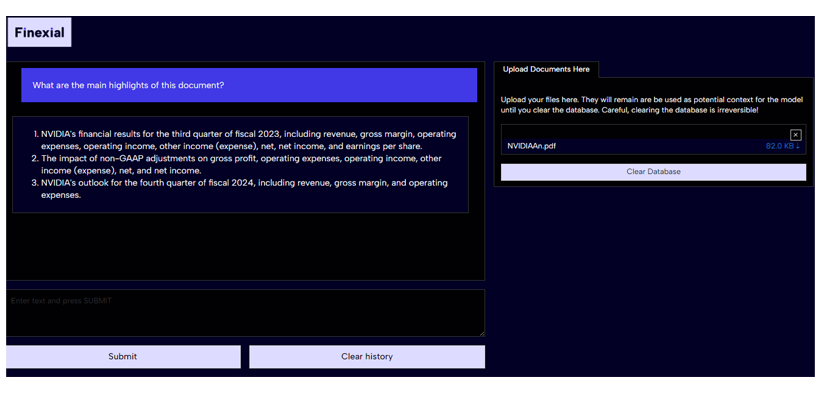 Finexial
What are the main highlights of this document?
1. NVIDIA's financial results for the third quarter of fiscal 2023, including revenue, gross margin, operating
expenses, operating income, other income (expense), net, net income, and earnings per share.
2. The impact of non-GAAP adjustments on gross profit, operating expenses, operating income, other
income (expense), net, and net income.
3. NVIDIA's outlook for the fourth quarter of fiscal 2024, including revenue, gross margin, and operating
expenses.
Enter text and press SUBMIT
Submit
Clear history
Upload Documents Here
Upload your files here. They will remain are be used as potential context for the model
until you clear the database. Careful, clearing the database is irreversible!
NVIDIAAn.pdf
82.0 KB ↓
Clear Database